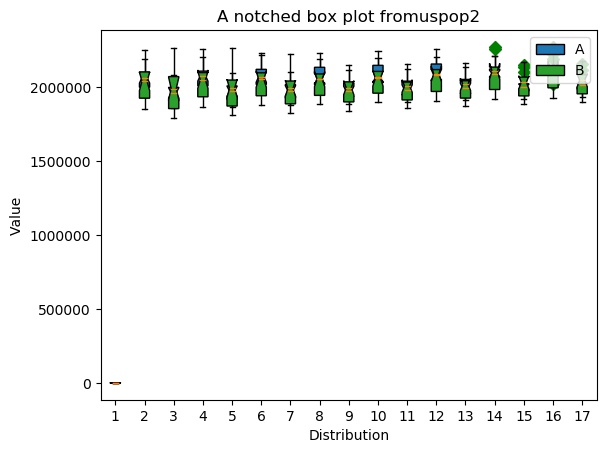 A notched box plot fromuspop2
A
B
2000000
1500000
1000000
500000
0
Value
1 2 3 4 5 6 7 8 9 10 11 12 13 14 15 16 17
Distribution